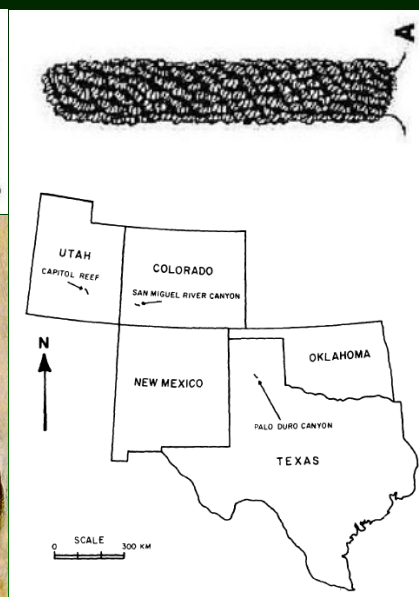 A
UTAH
CAPITOL REEF
COLORADO
SAN MIGUEL RIVER CANYON
N
NEW MEXICO
OKLAHOMA
PALO DURO CANYON
TEXAS
SCALE
0 300 KM